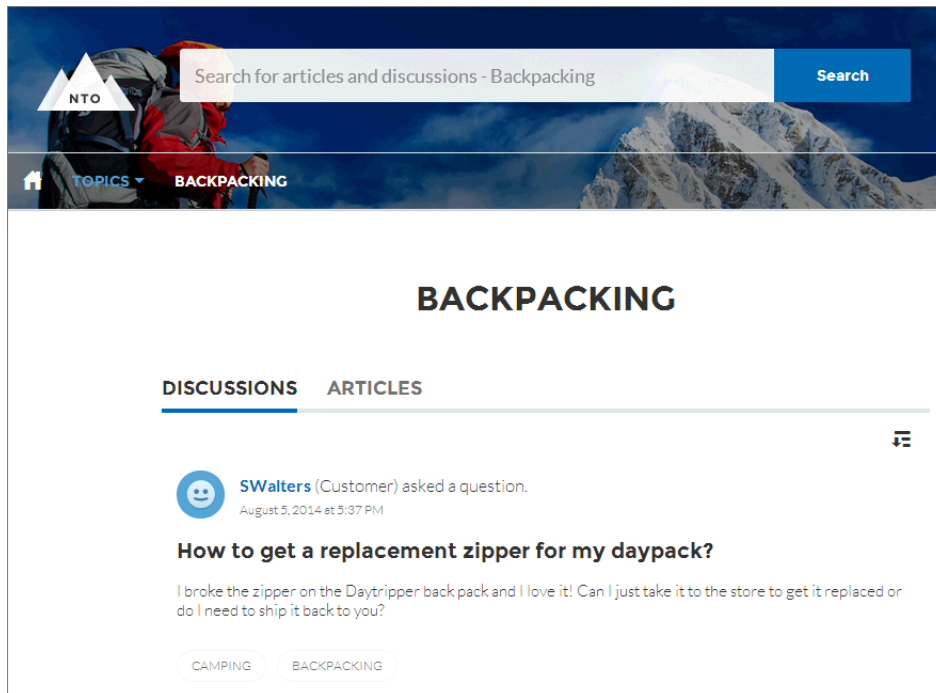 NTO
Search for articles and discussions - Backpacking
Search
TOPICS
BACKPACKING
BACKPACKING
DISCUSSIONS
ARTICLES
SWalters (Customer) asked a question.
August 5, 2014 at 5:37 PM
How to get a replacement zipper for my daypack?
I broke the zipper on the Daytripper back pack and I love it! Can I just take it to the store to get it replaced or
do I need to ship it back to you?
CAMPING
BACKPACKING